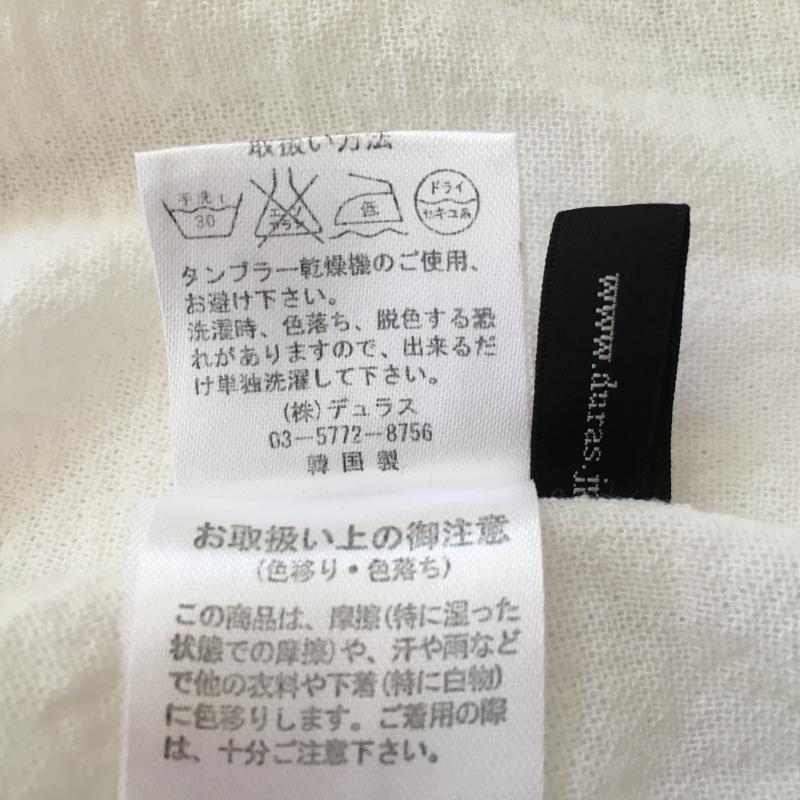 取扱い方法
手洗イ
30
エンソ
サラシ
低
ドライ
セキユ系
タンブラー乾燥機のご使用、
お避け下さい。
洗濯時、色落ち、脱色する恐
れがありますので、出来るだ
け単独洗濯して下さい。
(株)デュラス
03-5772-8756
韓国製
www.duras.j
お取扱い上の御注意
(色移り・色落ち)
この商品は、摩擦(特に湿った
状態での摩擦)や、汗や雨など
で他の衣料や下着(特に白物)
に色移りします。ご着用の際
は、十分ご注意下さい。